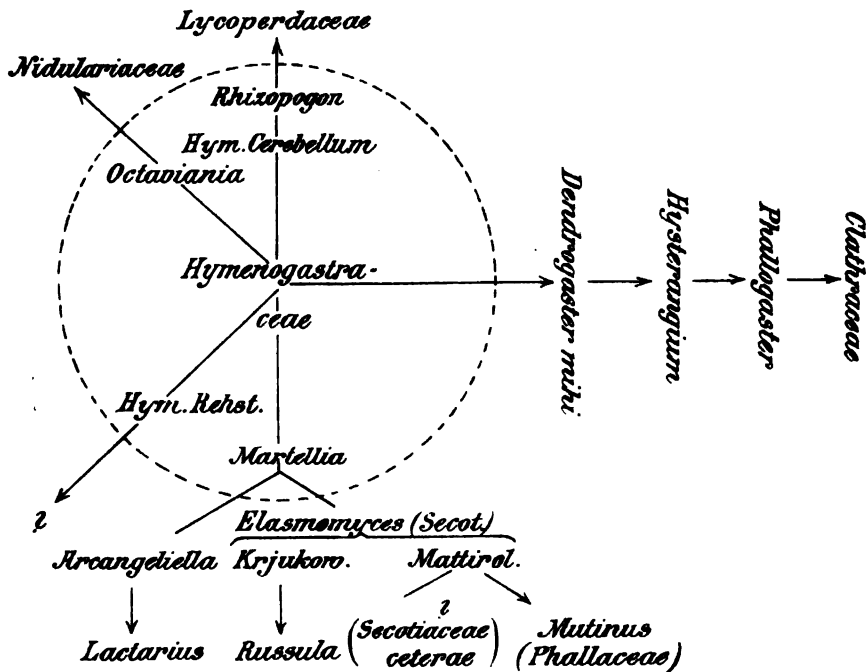 Lycoperdaceae
Nidulariaceae
Rhizopogon
Hym. Cerebellum
Octaviania
Hymenogastra-
ceae
Dendrogaster mihi
Hysterangium
Phallogaster
Clathraceae
Hym. Rehst.
Martellia
?
Elasmomyces (Secot.)
Arcangeliella Krjukow. Mattirol.
?
Lactarius Russula (Secotiaceae
ceterae) Mutinus
(Phallaceae)